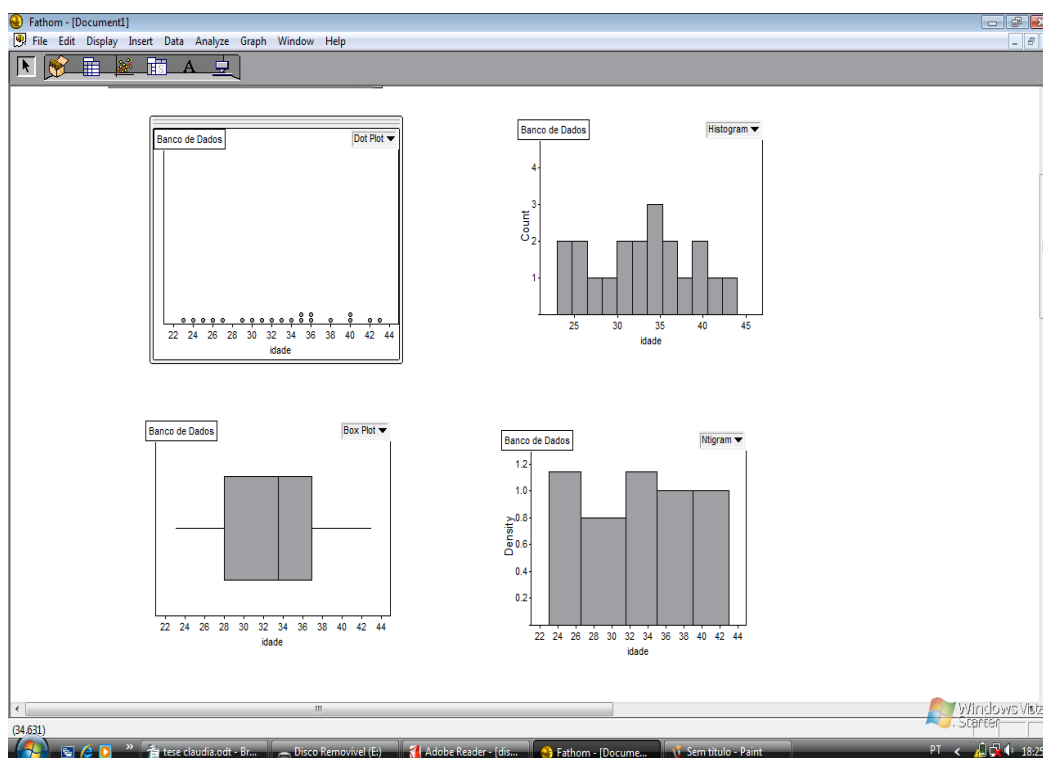 Fathom - [Document1]
File Edit Display Insert Data Analyze Graph Window Help
A
Banco de Dados
Dot Plot
22 24 26 28 30 32 34 36 38 40 42 44
idade
Banco de Dados
Histogram
Count
4
3
2
1
25 30 35 40 45
idade
Banco de Dados
Box Plot
22 24 26 28 30 32 34 36 38 40 42 44
idade
Banco de Dados
Ntigram
Density
1.2
1.0
0.8
0.6
0.4
0.2
22 24 26 28 30 32 34 36 38 40 42 44
idade
Windows Vista
Starter
(34.631)
tese claudia.odt - Br... Disco Removível (E:) Adobe Reader - [dis... Fathom - [Docume... Sem título - Paint PT 18:25